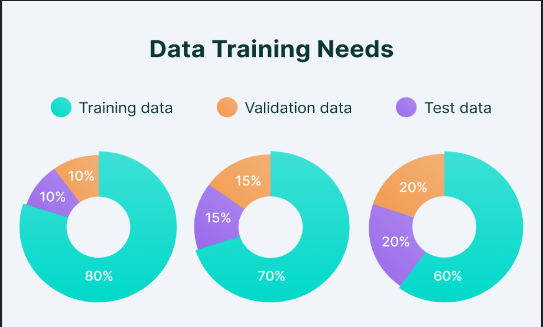 Data Training Needs
Training data
Validation data
Test data
10%
10%
80%
15%
15%
70%
20%
20%
60%